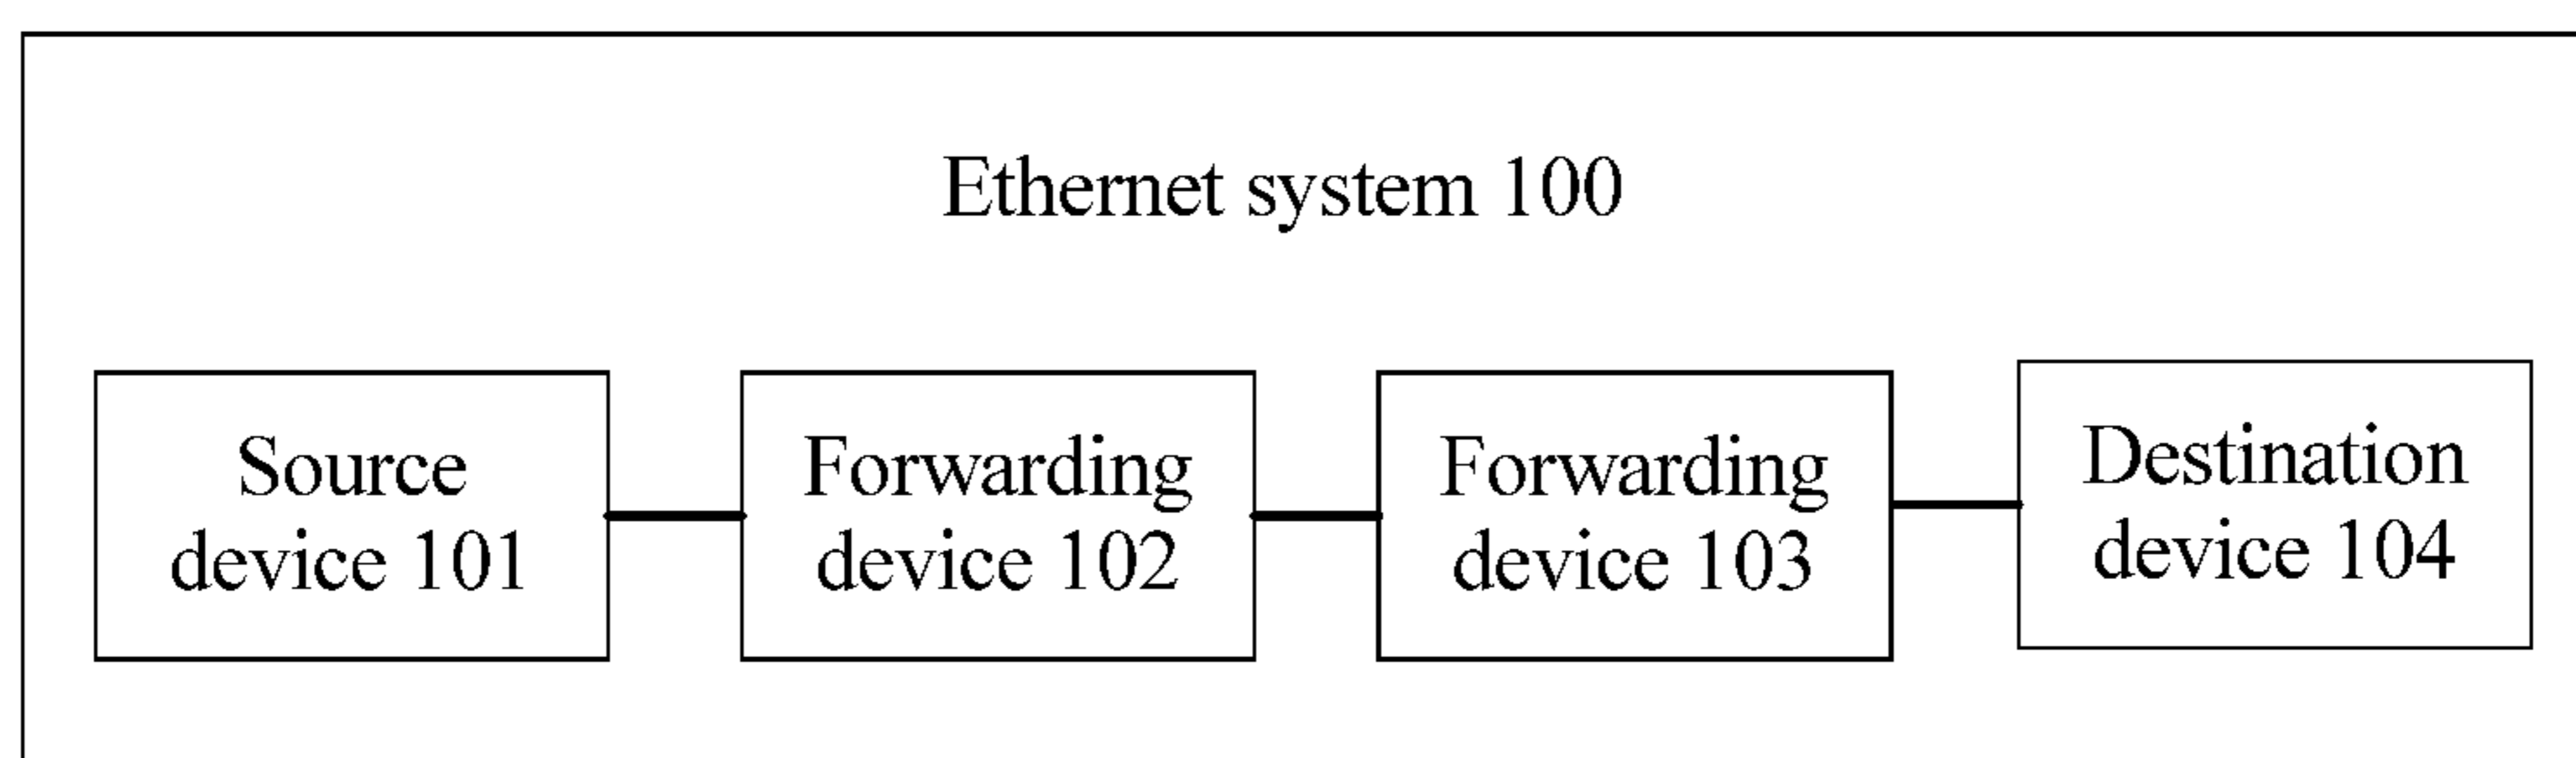 Ethernet system 100
Source
device 101
Forwarding
device 102
Forwarding
device 103
Destination
device 104